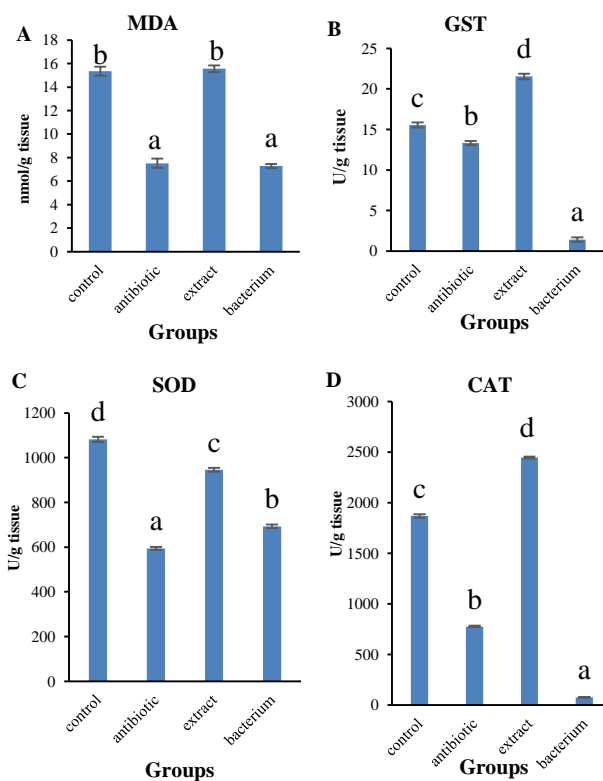 A
MDA
18
16
14
12
10
8
6
4
2
0
nmol/g tissue
b
a
b
a
control
antibiotic
extract
bacterium
Groups
B
GST
25
20
15
10
5
0
U/g tissue
c
b
d
a
control
antibiotic
extract
bacterium
Groups
C
SOD
1200
1000
800
600
400
200
0
U/g tissue
d
a
c
b
control
antibiotic
extract
bacterium
Groups
D
CAT
3000
2500
2000
1500
1000
500
0
U/g tissue
c
b
d
a
control
antibiotic
extract
bacterium
Groups